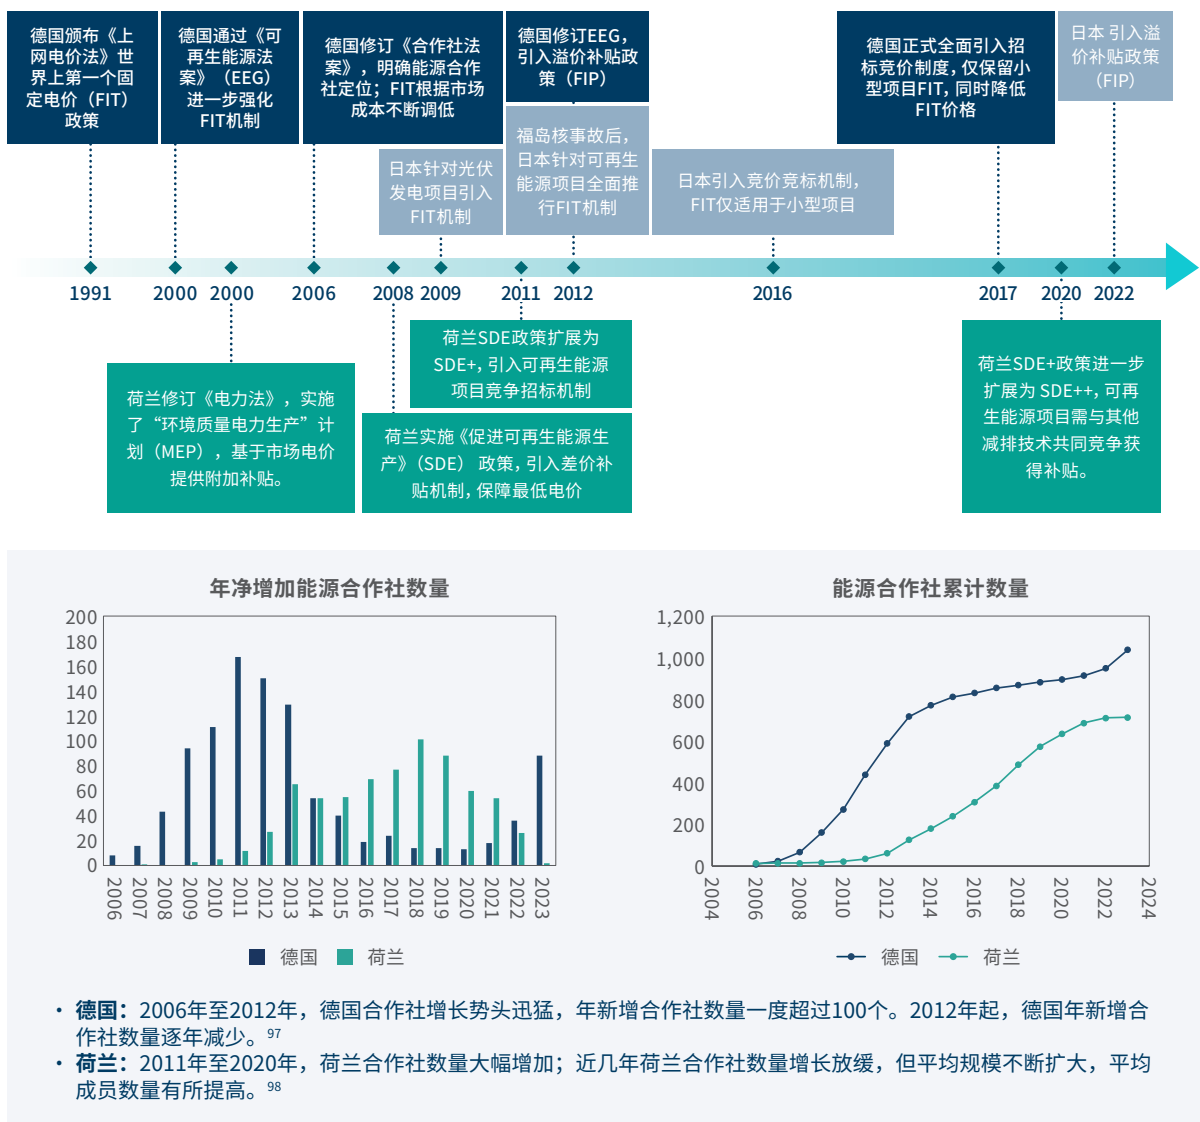 德国颁布《上
网电价法》世
界上第一个固
定电价（FIT）
政策
德国通过《可
再生能源法
案》（EEG）
进一步强化
FIT机制
德国修订《合作社法
案》，明确能源合作
社定位；FIT根据市场
成本不断调低
德国修订EEG，
引入溢价补贴政
策（FIP）
德国正式全面引入招
标竞价制度，仅保留小
型项目FIT，同时降低
FIT价格
日本 引入溢
价补贴政策
（FIP）
日本针对光伏
发电项目引入
FIT机制
福岛核事故后，
日本针对可再生
能源项目全面推
行FIT机制
日本引入竞价竞标机制，
FIT仅适用于小型项目
1991 2000 2000 2006 2008 2009 2011 2012 2016 2017 2020 2022
荷兰修订《电力法》，实施
了“环境质量电力生产”计
划（MEP），基于市场电价
提供附加补贴。
荷兰SDE政策扩展为
SDE+，引入可再生能源
项目竞争招标机制
荷兰实施《促进可再生能源生
产》（SDE） 政策，引入差价补
贴机制，保障最低电价
荷兰SDE+政策进一步
扩展为 SDE++，可再
生能源项目需与其他
减排技术共同竞争获
得补贴。
年净增加能源合作社数量
200
180
160
140
120
100
80
60
40
20
0
2006 2007 2008 2009 2010 2011 2012 2013 2014 2015 2016 2017 2018 2019 2020 2021 2022 2023
德国 荷兰
能源合作社累计数量
1,200
1,000
800
600
400
200
0
2004 2006 2008 2010 2012 2014 2016 2018 2020 2022 2024
德国 荷兰
• 德国：2006年至2012年，德国合作社增长势头迅猛，年新增合作社数量一度超过100个。2012年起，德国年新增合
作社数量逐年减少。97
• 荷兰：2011年至2020年，荷兰合作社数量大幅增加；近几年荷兰合作社数量增长放缓，但平均规模不断扩大，平均
成员数量有所提高。98